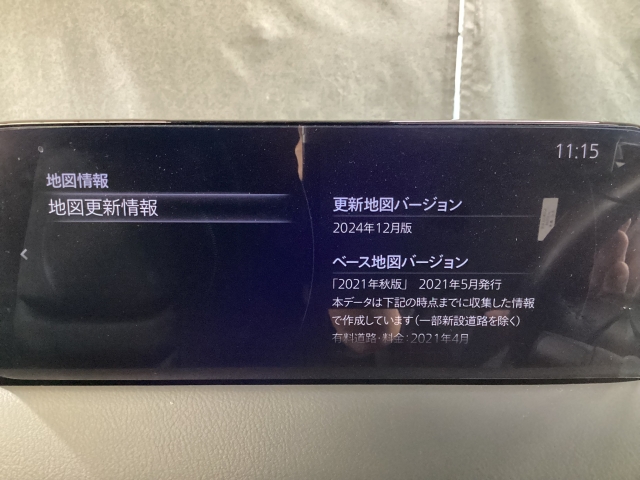 11:15
地図情報
地図更新情報
更新地図バージョン
2024年12月版
ベース地図バージョン
「2021年秋版」 2021年5月発行
本データは下記の時点までに収集した情報
で作成しています(一部新設道路を除く)
有料道路・料金:2021年4月